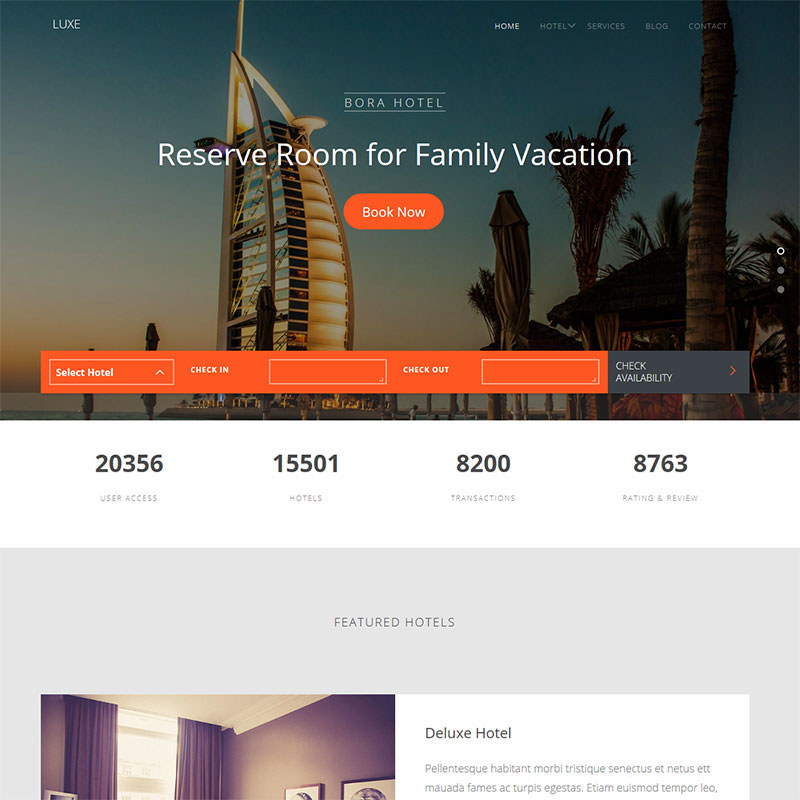 LUXE
HOME HOTEL SERVICES BLOG CONTACT
BORA HOTEL
Reserve Room for Family Vacation
Book Now
Select Hotel
CHECK IN
CHECK OUT
CHECK
AVAILABILITY
20356 15501 8200 8763
USER ACCESS HOTELS TRANSACTIONS RATING & REVIEW
FEATURED HOTELS
Deluxe Hotel
Pellentesque habitant morbi tristique senectus et netus ett
mauada fames ac turpis egestas. Etiam euismod tempor leo,